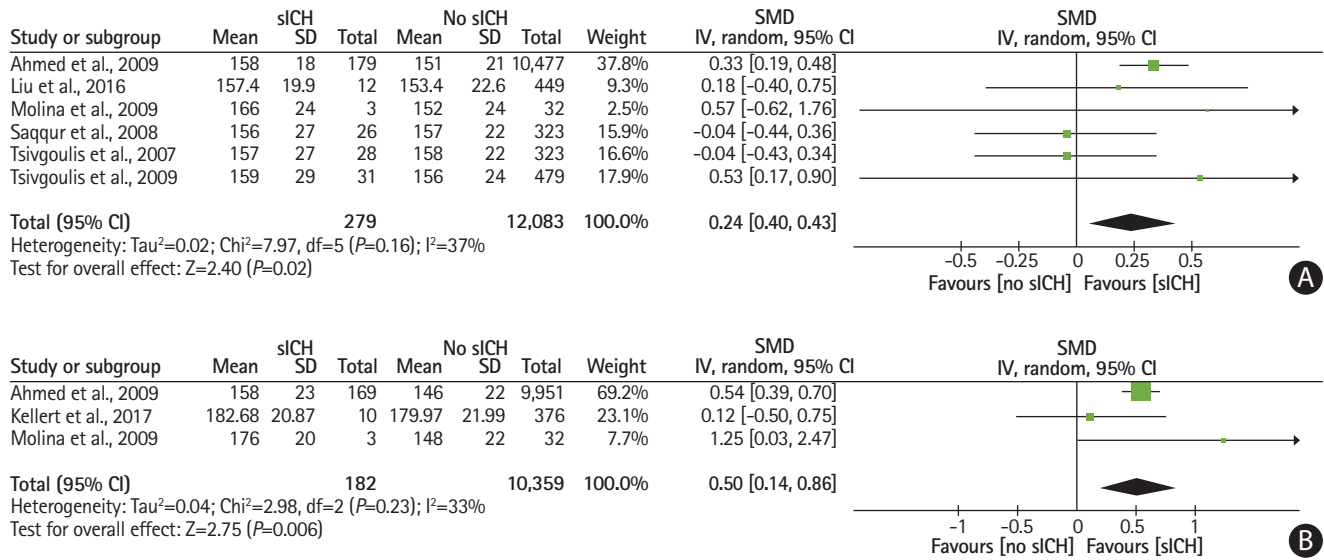 sICH No sICH SMD SMD
Study or subgroup Mean SD Total Mean SD Total Weight IV, random, 95% CI IV, random, 95% CI
Ahmed et al., 2009 158 18 179 151 21 10,477 37.8% 0.33 [0.19, 0.48]
Liu et al., 2016 157.4 19.9 12 153.4 22.6 449 9.3% 0.18 [-0.40, 0.75]
Molina et al., 2009 166 24 3 152 24 32 2.5% 0.57 [-0.62, 1.76]
Saqqur et al., 2008 156 27 26 157 22 323 15.9% -0.04 [-0.44, 0.36]
Tsivgoulis et al., 2007 157 27 28 158 22 323 16.6% -0.04 [-0.43, 0.34]
Tsivgoulis et al., 2009 159 29 31 156 24 479 17.9% 0.53 [0.17, 0.90]
Total (95% CI) 279 12,083 100.0% 0.24 [0.40, 0.43]
Heterogeneity: Tau²=0.02; Chi²=7.97, df=5 (P=0.16); I²=37%
Test for overall effect: Z=2.40 (P=0.02)
-0.5 -0.25 0 0.25 0.5
Favours [no sICH] Favours [sICH]
A
sICH No sICH SMD SMD
Study or subgroup Mean SD Total Mean SD Total Weight IV, random, 95% CI IV, random, 95% CI
Ahmed et al., 2009 158 23 169 146 22 9,951 69.2% 0.54 [0.39, 0.70]
Kellert et al., 2017 182.68 20.87 10 179.97 21.99 376 23.1% 0.12 [-0.50, 0.75]
Molina et al., 2009 176 20 3 148 22 32 7.7% 1.25 [0.03, 2.47]
Total (95% CI) 182 10,359 100.0% 0.50 [0.14, 0.86]
Heterogeneity: Tau²=0.04; Chi²=2.98, df=2 (P=0.23); I²=33%
Test for overall effect: Z=2.75 (P=0.006)
-1 -0.5 0 0.5 1
Favours [no sICH] Favours [sICH]
B